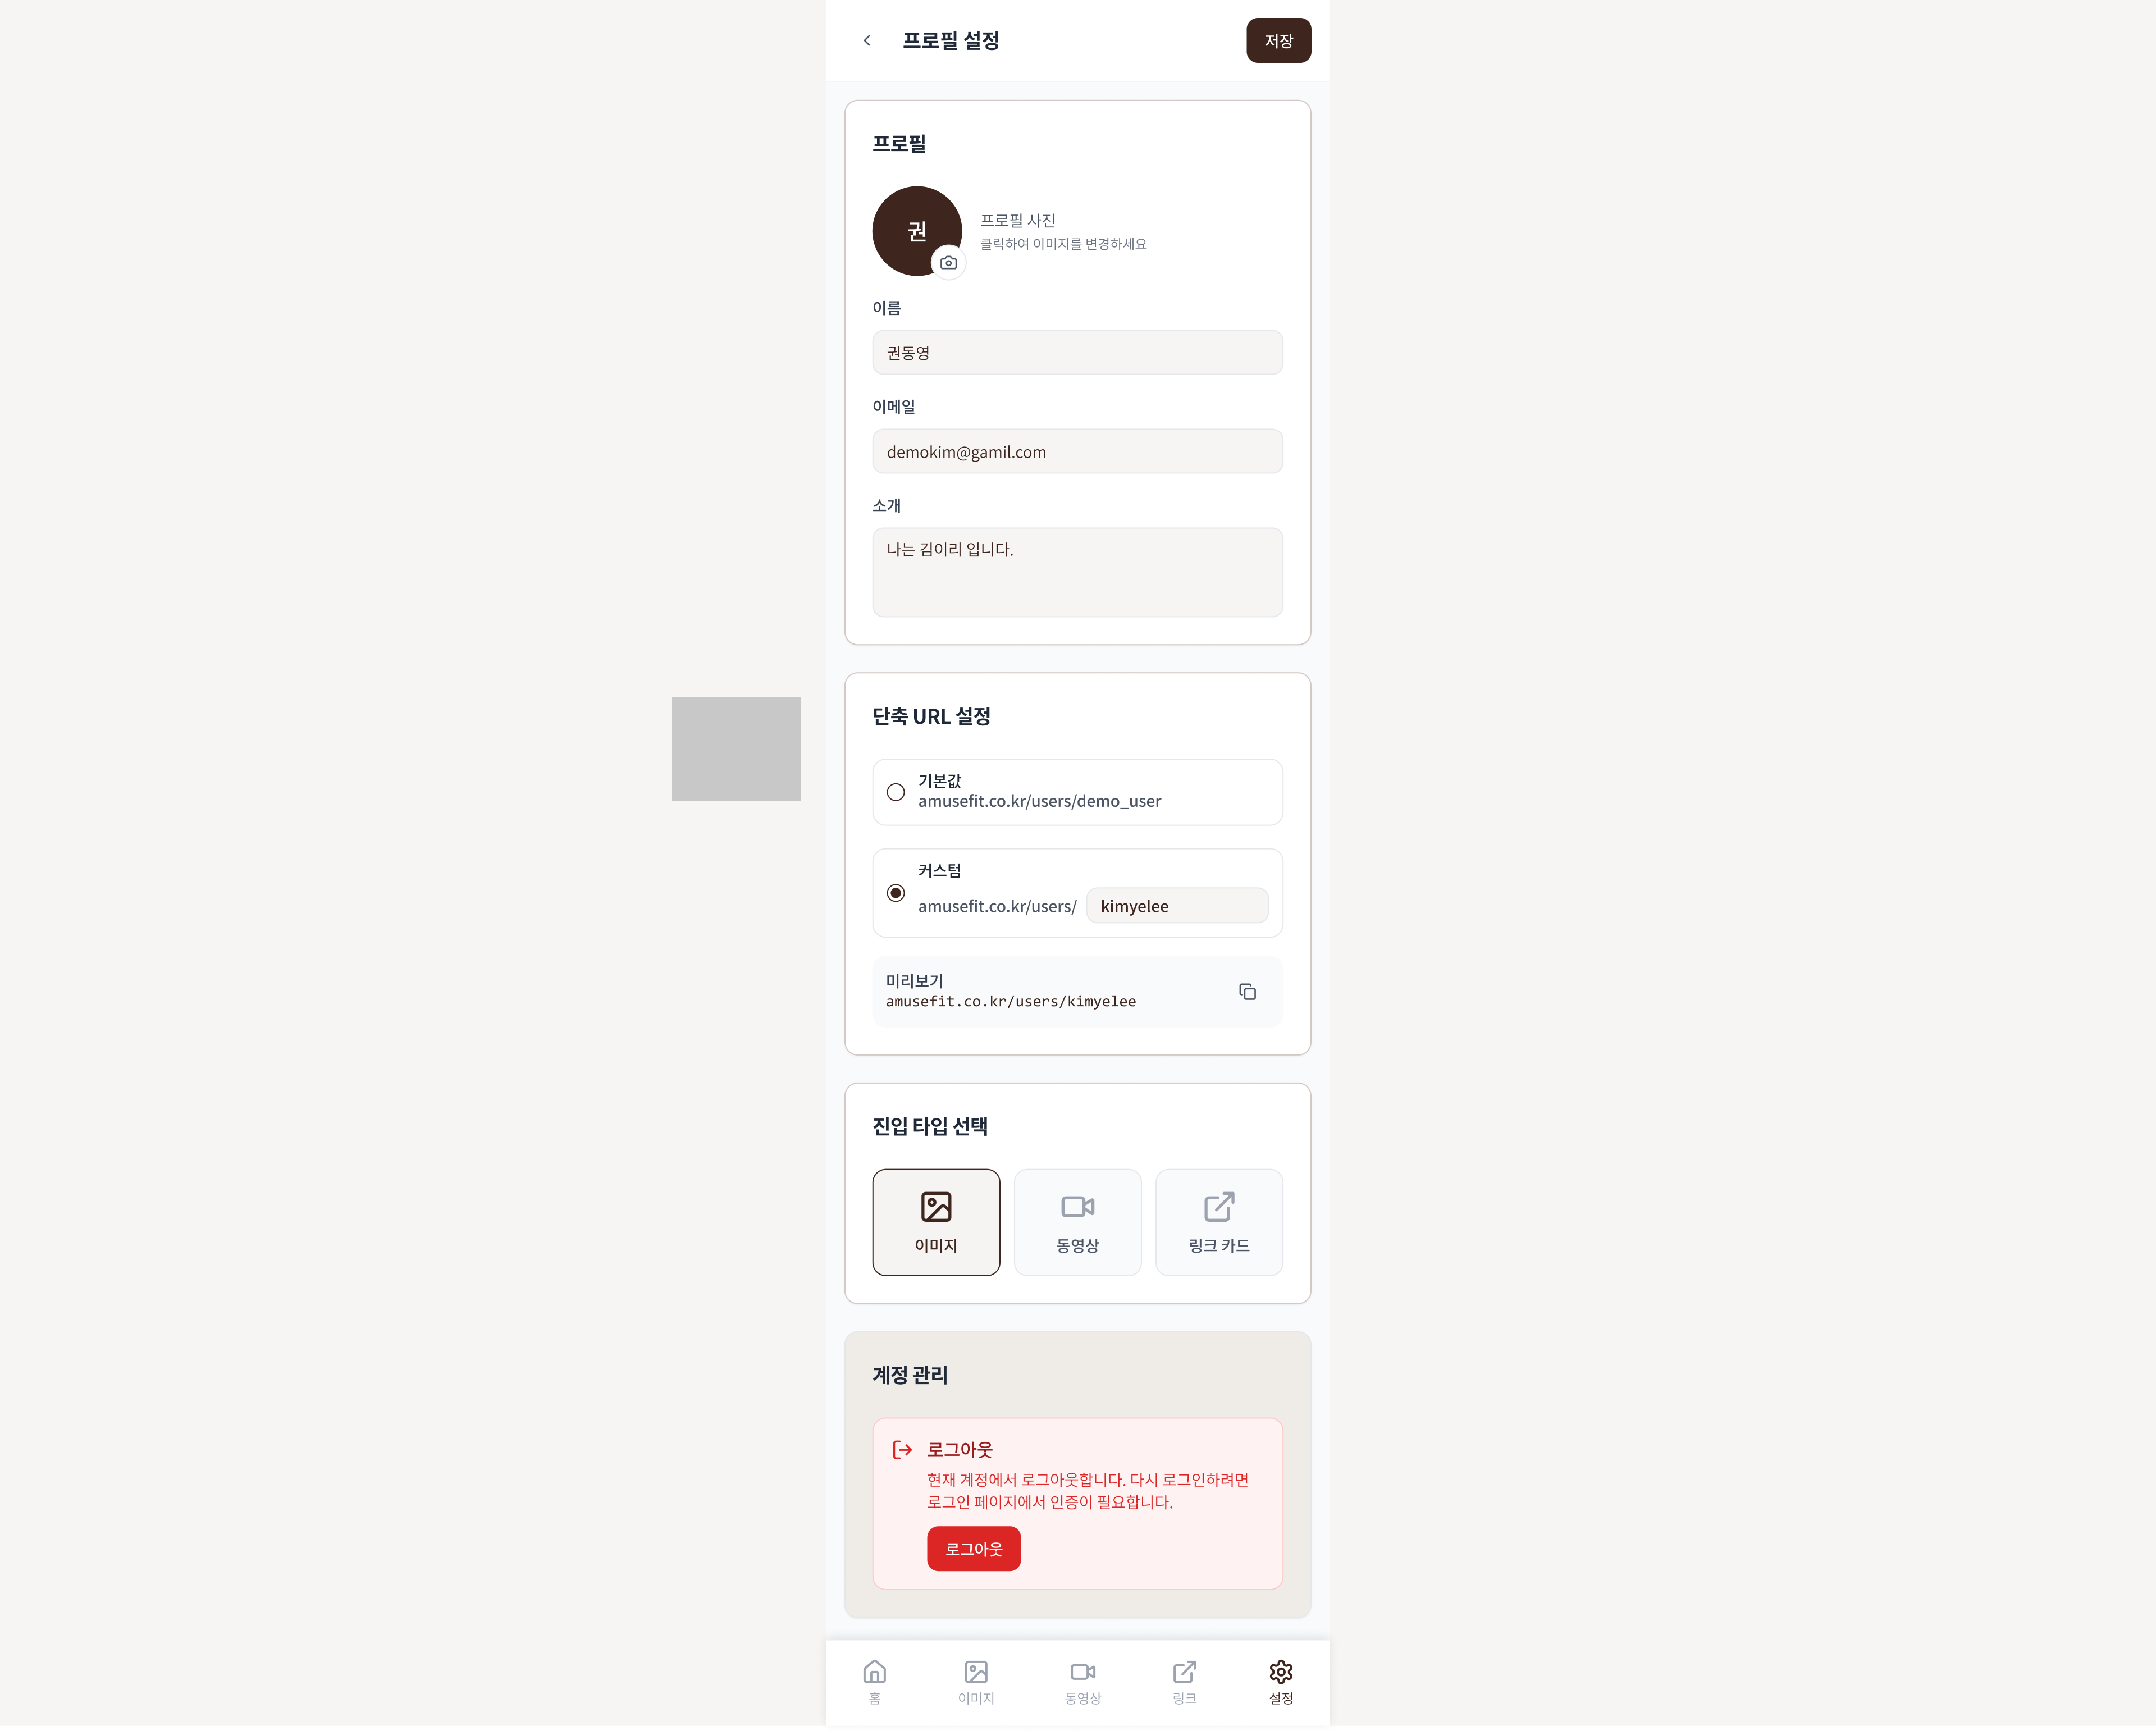 프로필 설정
저장
프로필
권
프로필 사진
클릭하여 이미지를 변경하세요
이름
권동영
이메일
demokim@gamil.com
소개
나는 김이리 입니다.
단축 URL 설정
기본값
amusefit.co.kr/users/demo_user
커스텀
amusefit.co.kr/users/ kimyelee
미리보기
amusefit.co.kr/users/kimyelee
진입 타입 선택
이미지 동영상 링크 카드
계정 관리
로그아웃
현재 계정에서 로그아웃합니다. 다시 로그인하려면
로그인 페이지에서 인증이 필요합니다.
로그아웃
홈 이미지 동영상 링크 설정